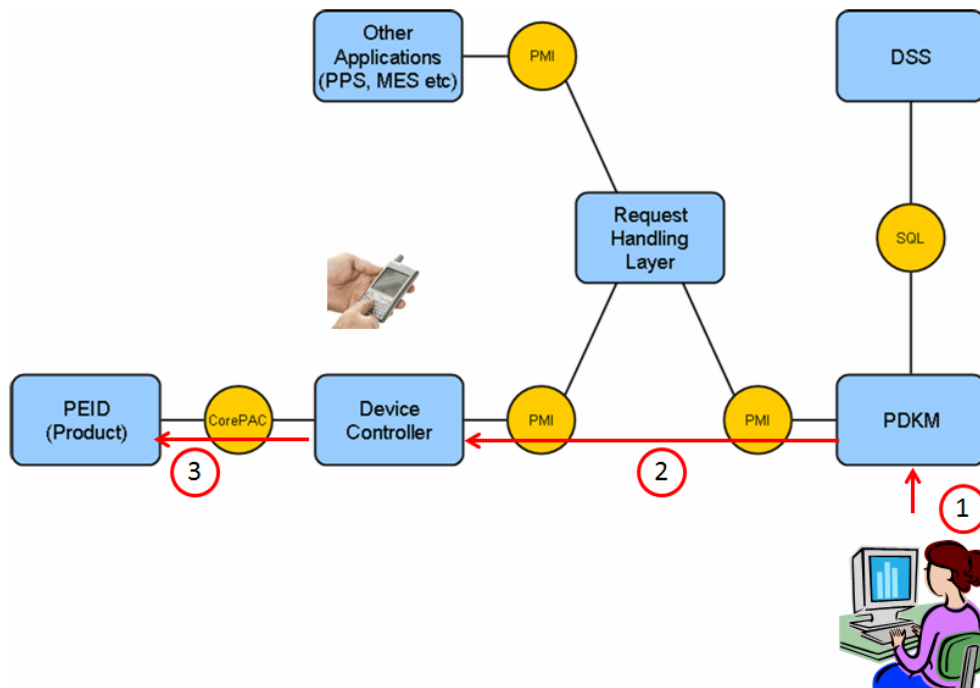 Other
Applications
(PPS, MES etc)
PMI
DSS
Request
Handling
Layer
SQL
PEID
(Product)
CorePAC
Device
Controller
PMI
PMI
PDKM
3
2
1